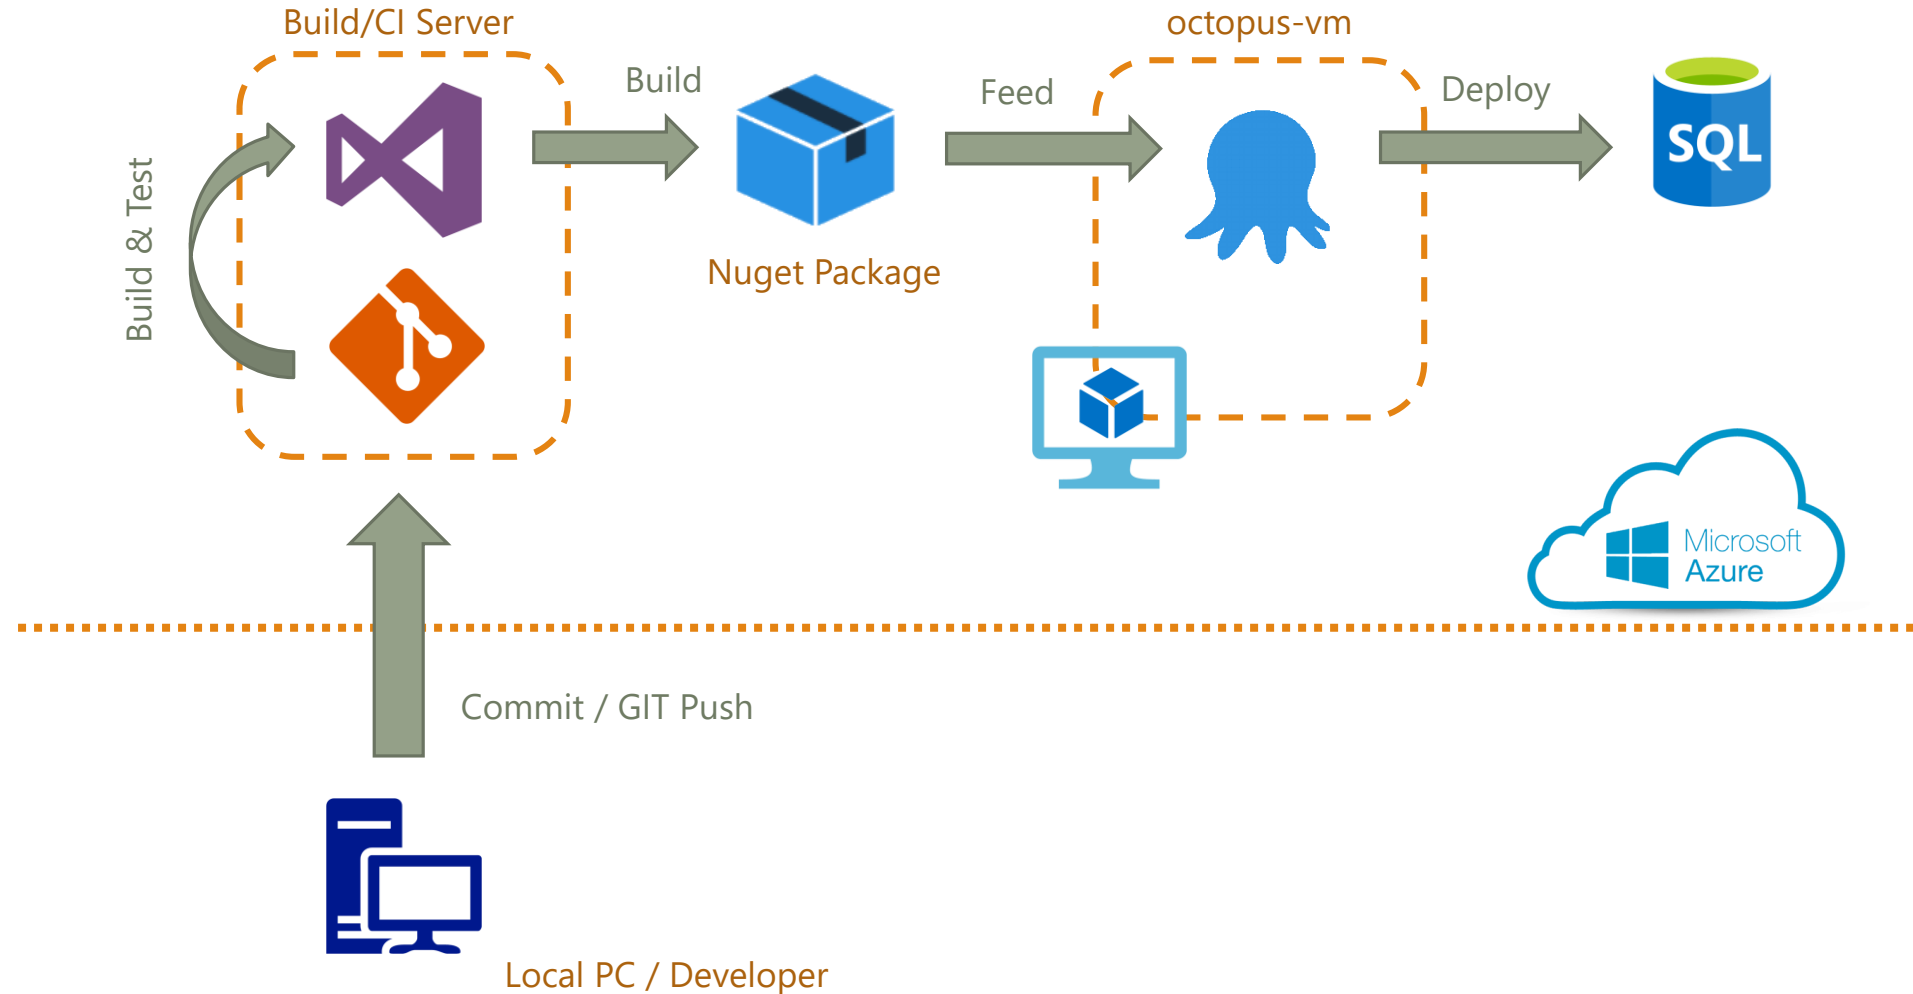 Build/CI Server
octopus-vm
Build
Feed
Deploy
SQL
Build & Test
Nuget Package
Microsoft
Azure
Commit / GIT Push
Local PC / Developer